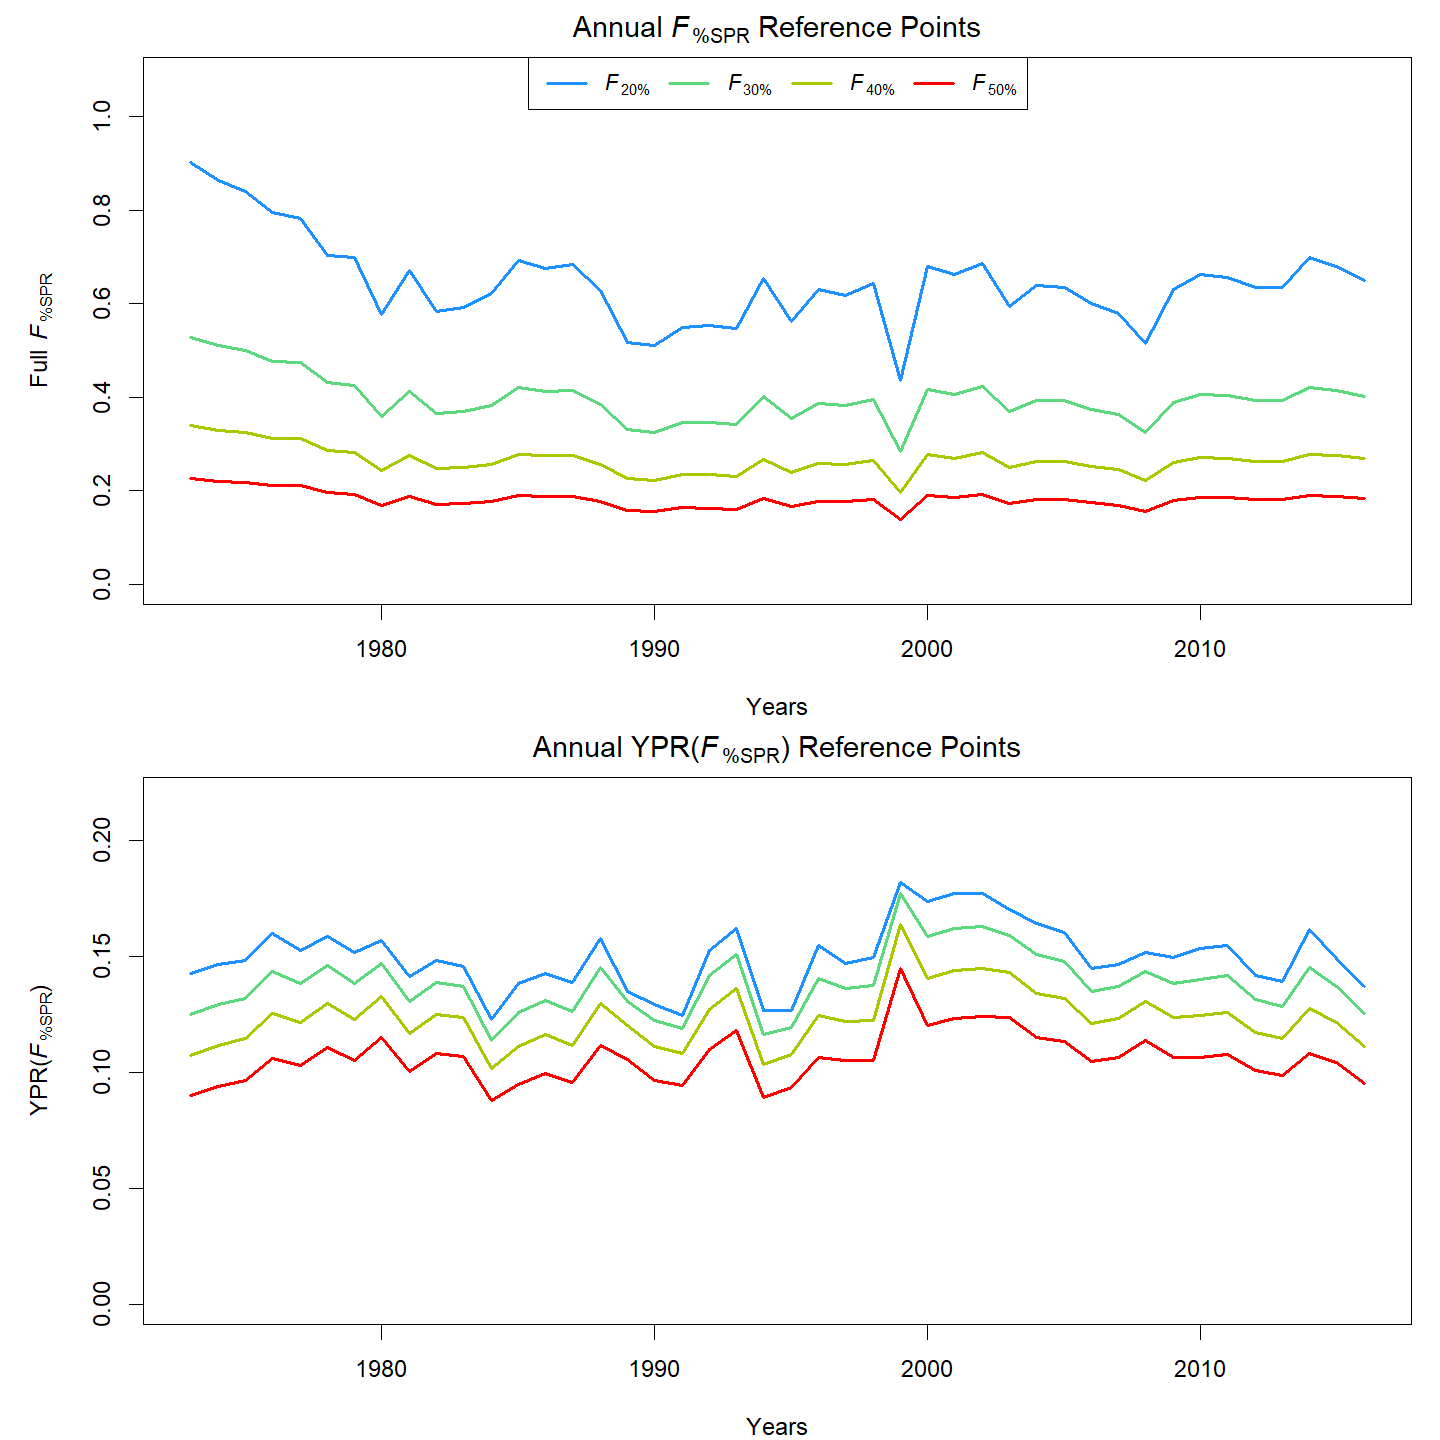 Annual F%SPR Reference Points
F20% F30% F40% F50%
Full F%SPR
1.0
0.8
0.6
0.4
0.2
0.0
1980 1990 2000 2010
Years
Annual YPR(F%SPR) Reference Points
YPR(F%SPR)
0.20
0.15
0.10
0.05
0.00
1980 1990 2000 2010
Years